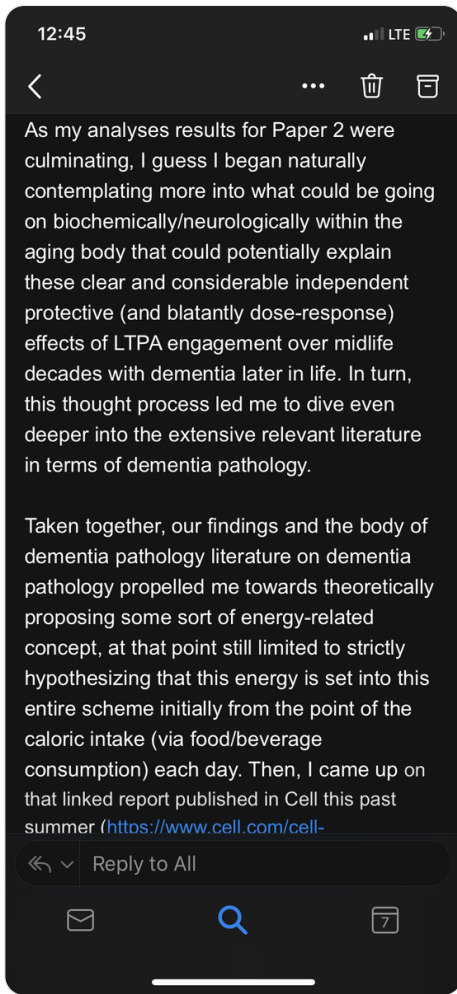 12:45
LTE
As my analyses results for Paper 2 were
culminating, I guess I began naturally
contemplating more into what could be going
on biochemically/neurologically within the
aging body that could potentially explain
these clear and considerable independent
protective (and blatantly dose-response)
effects of LTPA engagement over midlife
decades with dementia later in life. In turn,
this thought process led me to dive even
deeper into the extensive relevant literature
in terms of dementia pathology.
Taken together, our findings and the body of
dementia pathology literature on dementia
pathology propelled me towards theoretically
proposing some sort of energy-related
concept, at that point still limited to strictly
hypothesizing that this energy is set into this
entire scheme initially from the point of the
caloric intake (via food/beverage
consumption) each day. Then, I came up on
that linked report published in Cell this past
summer (https://www.cell.com/cell-
Reply to All
7